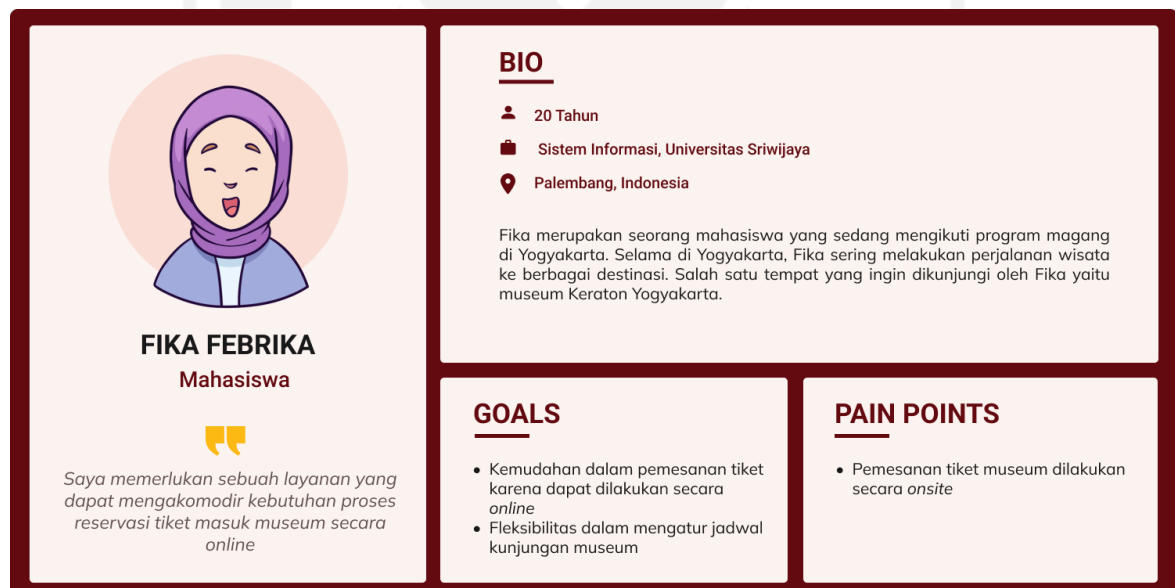 FIKA FEBRIKA
Mahasiswa
Saya memerlukan sebuah layanan yang
dapat mengakomodir kebutuhan proses
reservasi tiket masuk museum secara
online
BIO
20 Tahun
Sistem Informasi, Universitas Sriwijaya
Palembang, Indonesia
Fika merupakan seorang mahasiswa yang sedang mengikuti program magang
di Yogyakarta. Selama di Yogyakarta, Fika sering melakukan perjalanan wisata
ke berbagai destinasi. Salah satu tempat yang ingin dikunjungi oleh Fika yaitu
museum Keraton Yogyakarta.
GOALS
• Kemudahan dalam pemesanan tiket
karena dapat dilakukan secara
online
• Fleksibilitas dalam mengatur jadwal
kunjungan museum
PAIN POINTS
• Pemesanan tiket museum dilakukan
secara onsite